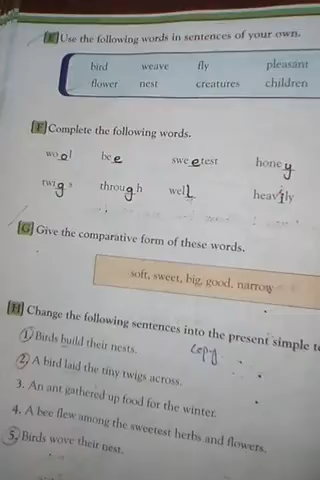 E Use the following words in sentences of your own.
bird weave fly pleasant
flower nest creatures children
F Complete the following words.
wool bee sweetest honey
twigs through well heavily
G Give the comparative form of these words.
soft, sweet, big, good, narrow
H Change the following sentences into the present simple t
1. Birds build their nests. copy
2. A bird laid the tiny twigs across.
3. An ant gathered up food for the winter.
4. A bee flew among the sweetest herbs and flowers.
5. Birds wove their nest.